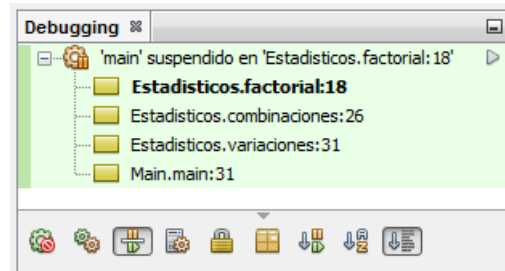 Debugging
'main' suspendido en 'Estadisticos.factorial:18'
Estadisticos.factorial:18
Estadisticos.combinaciones:26
Estadisticos.variaciones:31
Main.main:31